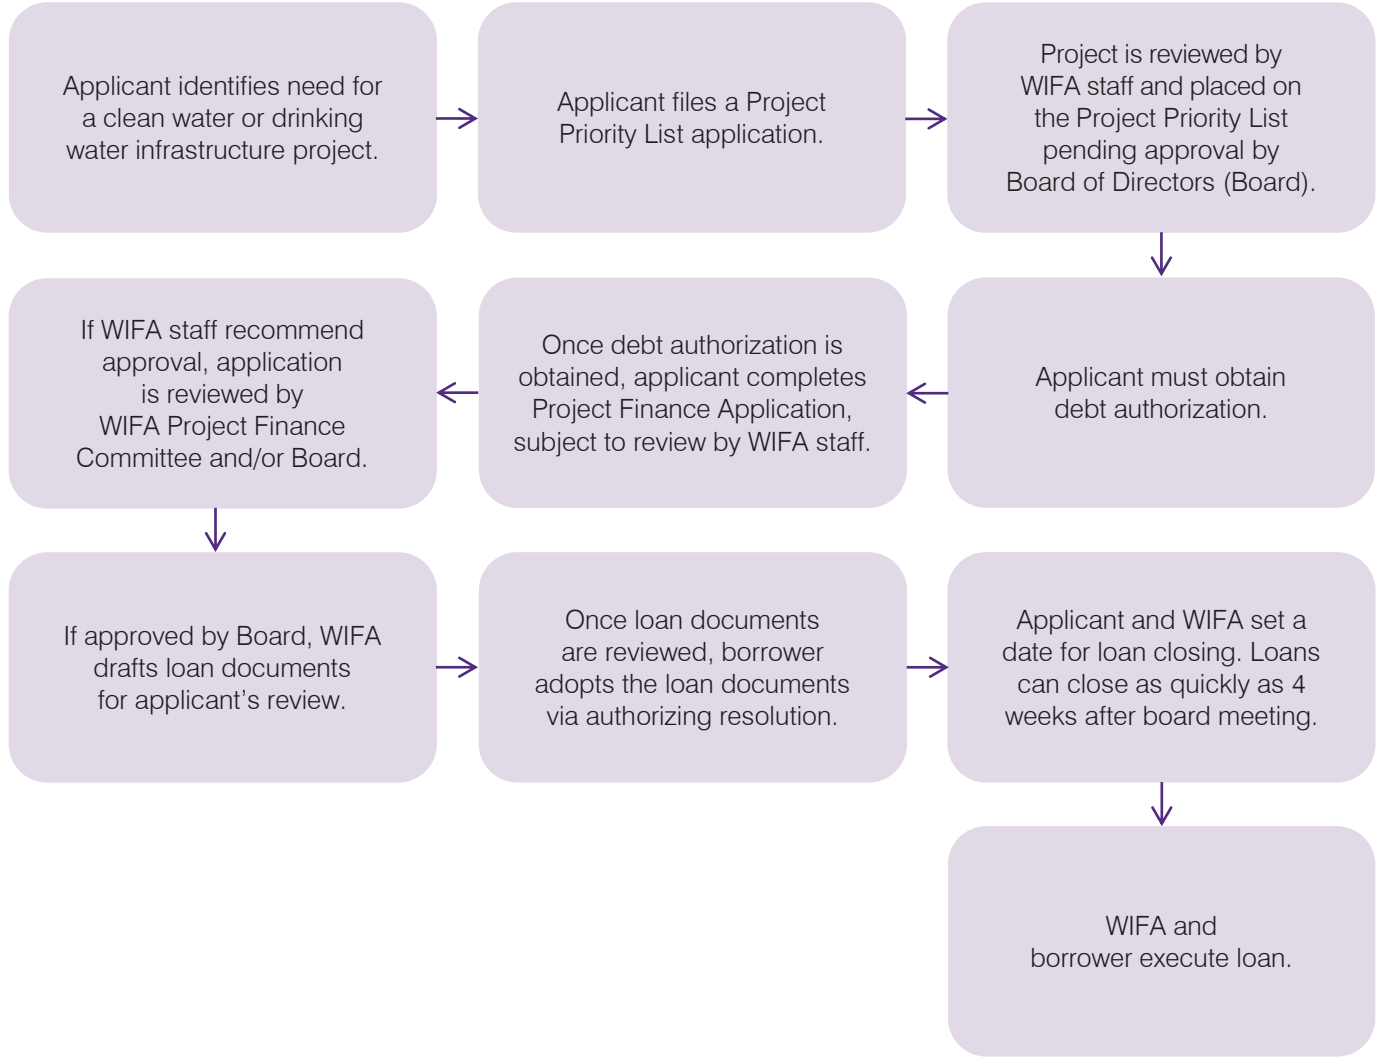 Applicant identifies need for
a clean water or drinking
water infrastructure project.
Applicant files a Project
Priority List application.
Project is reviewed by
WIFA staff and placed on
the Project Priority List
pending approval by
Board of Directors (Board).
Applicant must obtain
debt authorization.
Once debt authorization is
obtained, applicant completes
Project Finance Application,
subject to review by WIFA staff.
If WIFA staff recommend
approval, application
is reviewed by
WIFA Project Finance
Committee and/or Board.
If approved by Board, WIFA
drafts loan documents
for applicant’s review.
Once loan documents
are reviewed, borrower
adopts the loan documents
via authorizing resolution.
Applicant and WIFA set a
date for loan closing. Loans
can close as quickly as 4
weeks after board meeting.
WIFA and
borrower execute loan.